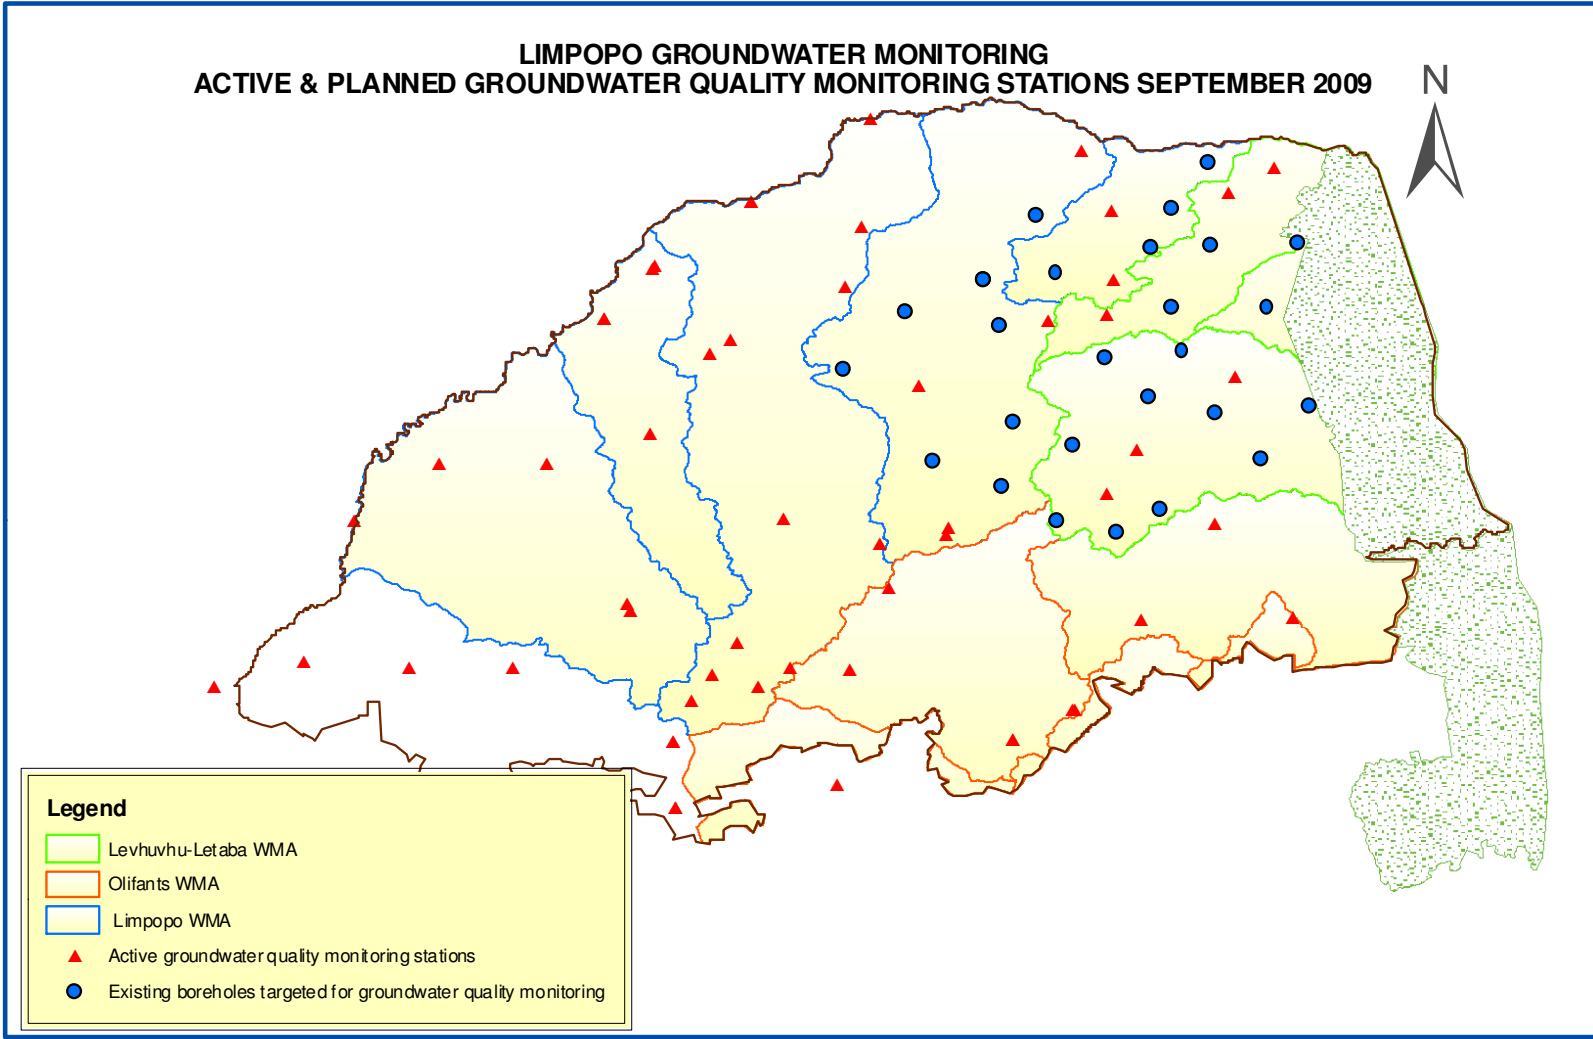 LIMPOPO GROUNDWATER MONITORING
ACTIVE & PLANNED GROUNDWATER QUALITY MONITORING STATIONS SEPTEMBER 2009
N
Legend
Levhuvhu-Letaba WMA
Olifants WMA
Limpopo WMA
Active groundwater quality monitoring stations
Existing boreholes targeted for groundwater quality monitoring